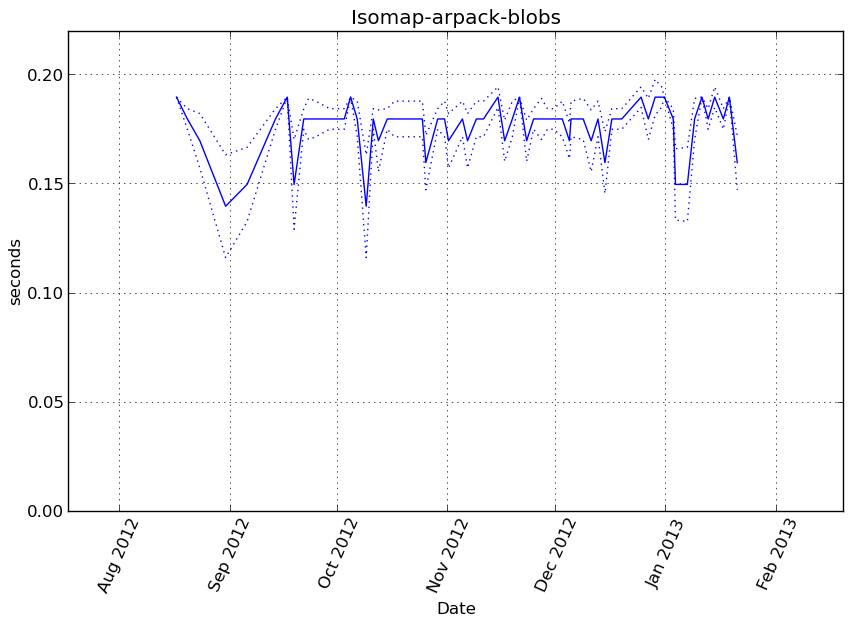 Isomap-arpack-blobs
0.20
0.15
0.10
0.05
0.00
seconds
Aug 2012
Sep 2012
Oct 2012
Nov 2012
Dec 2012
Jan 2013
Feb 2013
Date